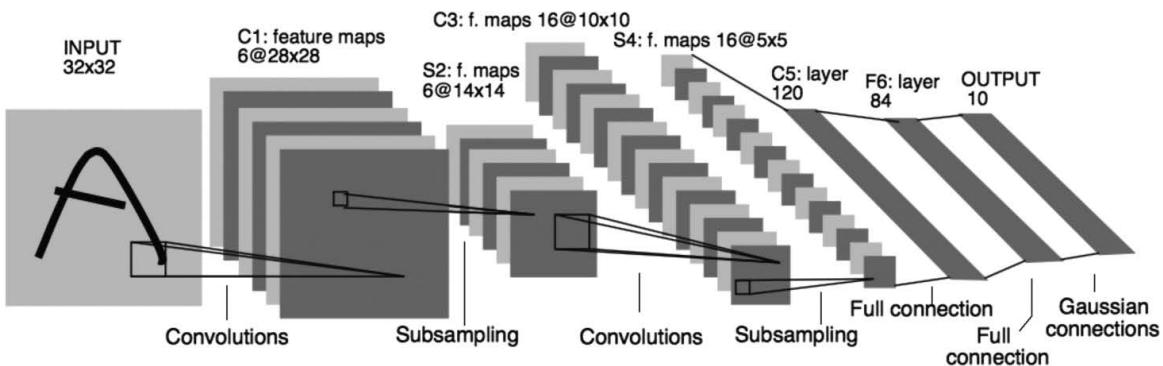 INPUT
32x32
C1: feature maps
6@28x28
S2: f. maps
6@14x14
C3: f. maps 16@10x10
S4: f. maps 16@5x5
C5: layer
120
F6: layer
84
OUTPUT
10
Convolutions
Subsampling
Convolutions
Subsampling
Full connection
Full
connection
Gaussian
connections
A